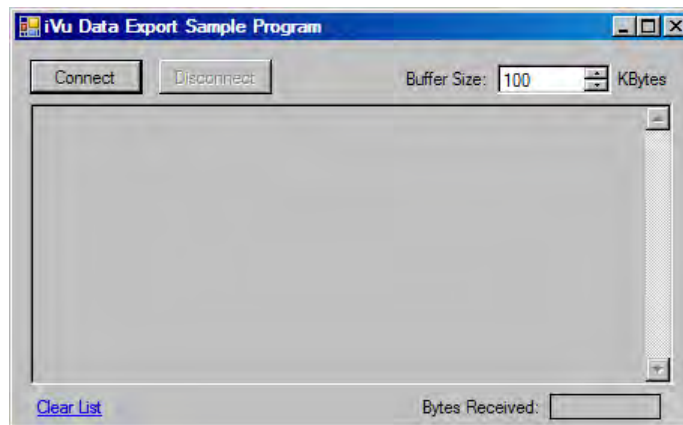 iVu Data Export Sample Program
Connect Disconnect Buffer Size: 100 KBytes
Clear List Bytes Received: